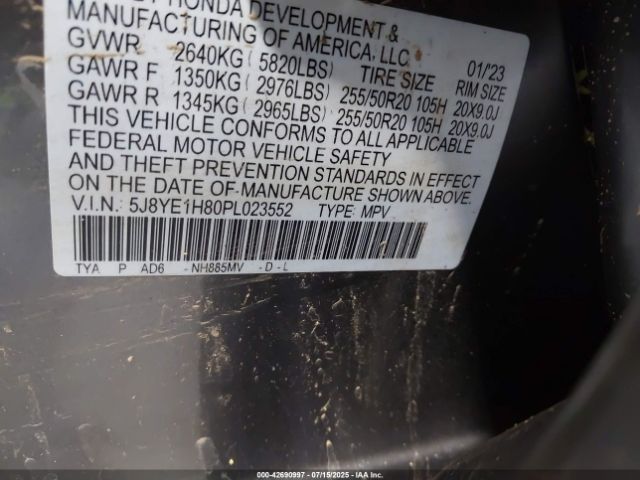 HONDA DEVELOPMENT &
MANUFACTURING OF AMERICA, LLC 01/23
GVWR 2640KG (5820LBS) TIRE SIZE RIM SIZE
GAWR F 1350KG (2976LBS) 255/50R20 105H 20X9.0J
GAWR R 1345KG (2965LBS) 255/50R20 105H 20X9.0J
THIS VEHICLE CONFORMS TO ALL APPLICABLE
FEDERAL MOTOR VEHICLE SAFETY
AND THEFT PREVENTION STANDARDS IN EFFECT
ON THE DATE OF MANUFACTURE SHOWN ABOVE.
V.I.N. 5J8YE1H80PL023552 TYPE: MPV
TYA P AD6 -NH885MV -D-L
000-42690997 - 07/15/2025 - IAA